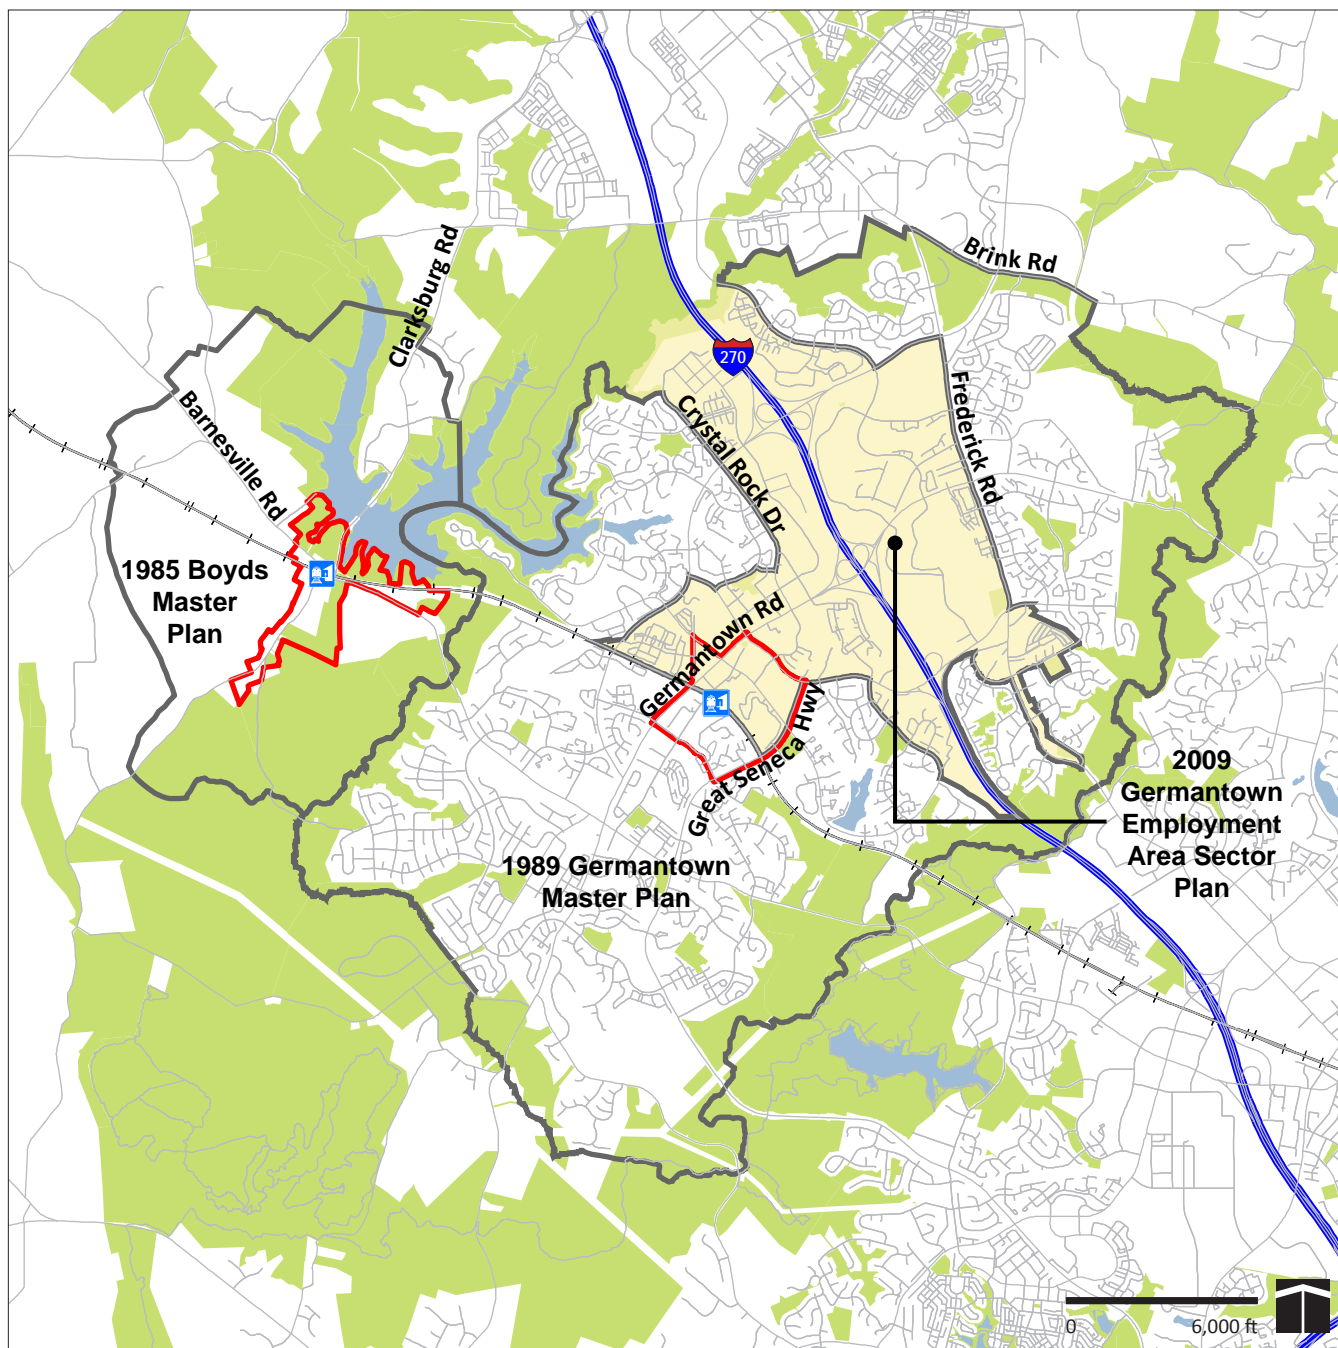 Brink Rd
Clarksburg Rd
270
Barnesville Rd
Crystal Rock Dr
Frederick Rd
1985 Boyds
Master
Plan
Germantown Rd
Great Seneca Hwy
2009
Germantown
Employment
Area Sector
Plan
1989 Germantown
Master Plan
0
6,000 ft